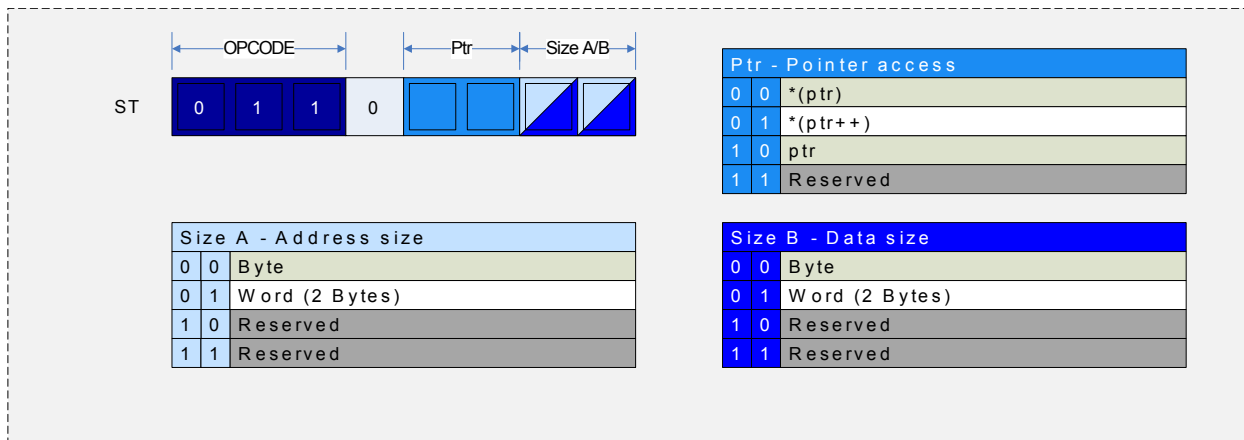 OPCODE Ptr Size A/B
ST 0 1 1 0
Ptr - Pointer access
0 0 *(ptr)
0 1 *(ptr++)
1 0 ptr
1 1 Reserved
Size A - Address size
0 0 Byte
0 1 Word (2 Bytes)
1 0 Reserved
1 1 Reserved
Size B - Data size
0 0 Byte
0 1 Word (2 Bytes)
1 0 Reserved
1 1 Reserved